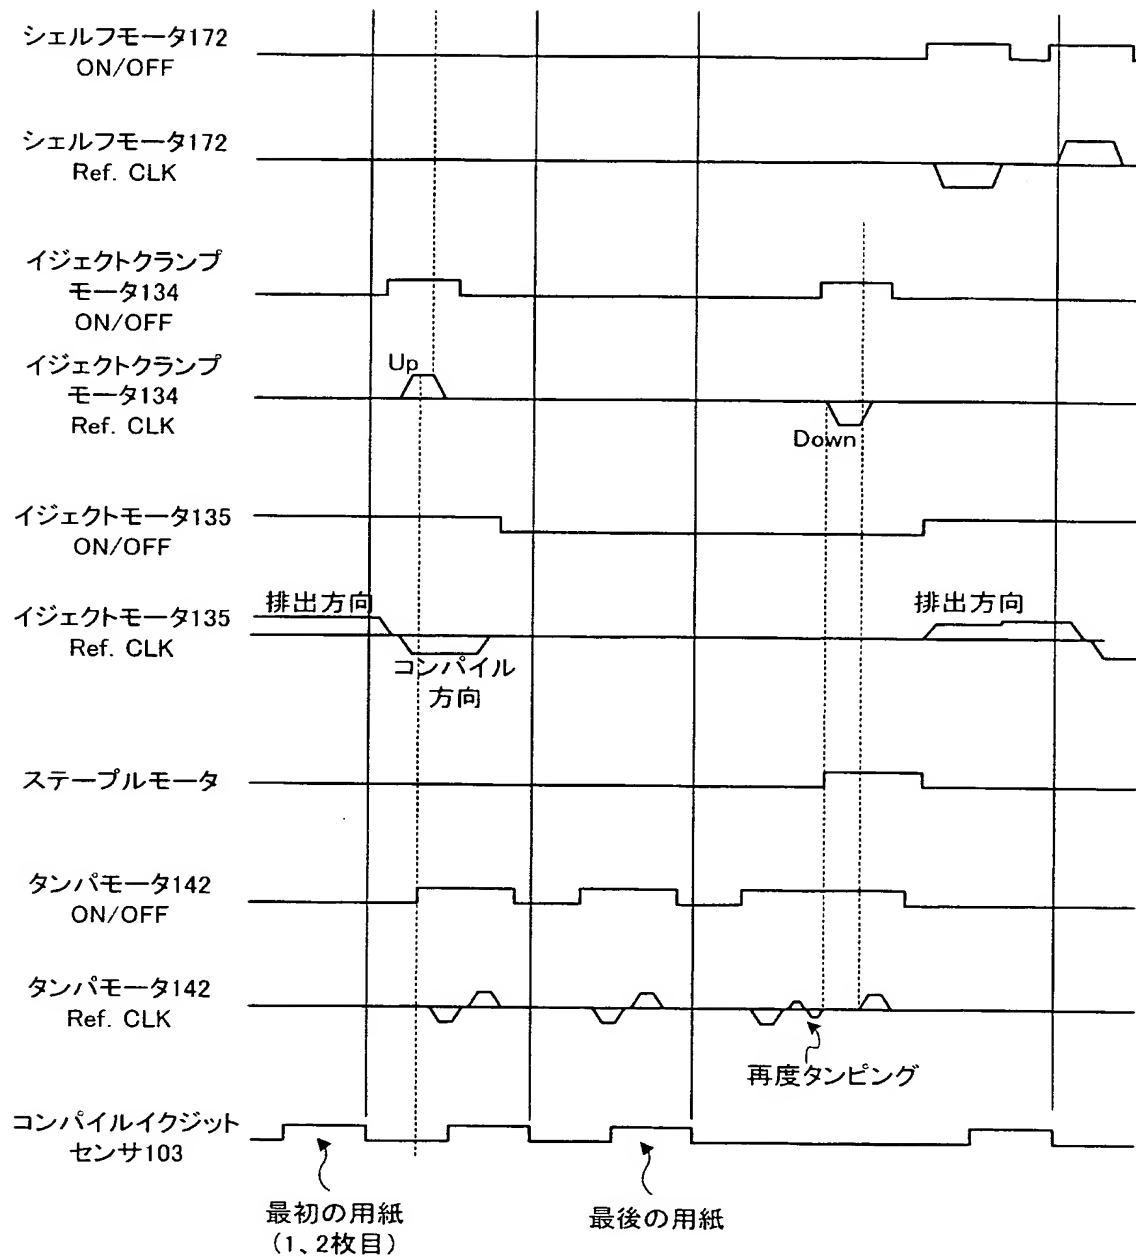 シェルフモータ172
ON/OFF
シェルフモータ172
Ref. CLK
イジェクトクランプ
モータ134
ON/OFF
イジェクトクランプ
モータ134
Ref. CLK
Up
Down
イジェクトモータ135
ON/OFF
イジェクトモータ135
Ref. CLK
排出方向
コンパイル
方向
排出方向
ステープルモータ
タンパモータ142
ON/OFF
タンパモータ142
Ref. CLK
再度タンピング
コンパイルイクジット
センサ103
最初の用紙
(1、2枚目)
最後の用紙